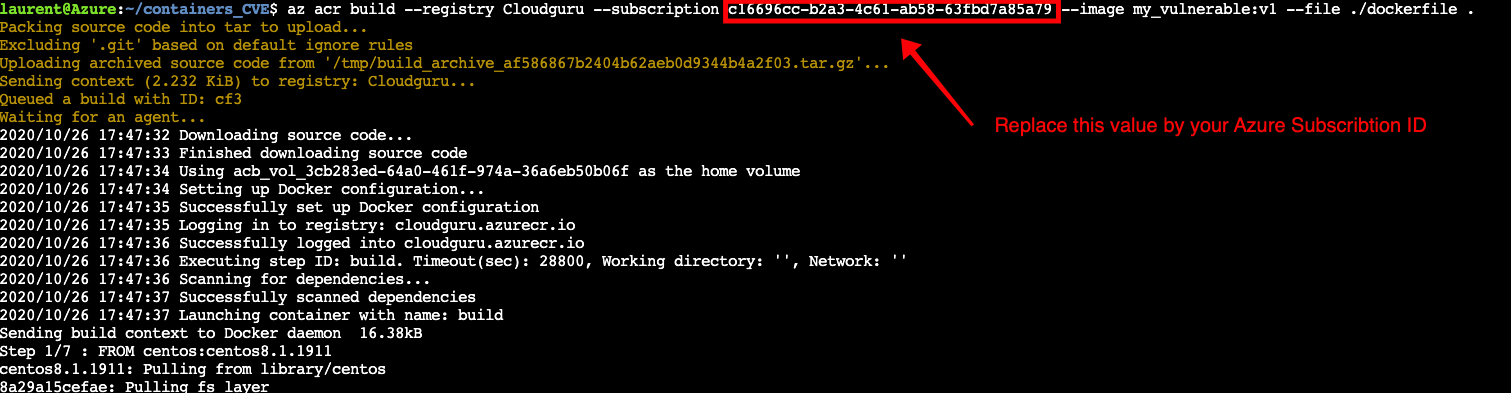 laurent@Azure:~/containers_CVE$ az acr build --registry Cloudguru --subscription c16696cc-b2a3-4c61-ab58-63fbd7a85a79 --image my_vulnerable:v1 --file ./dockerfile .
Packing source code into tar to upload...
Excluding '.git' based on default ignore rules
Uploading archived source code from '/tmp/build_archive_af586867b2404b62aeb0d9344b4a2f03.tar.gz'...
Sending context (2.232 KiB) to registry: Cloudguru...
Queued a build with ID: cf3
Waiting for an agent...
Replace this value by your Azure Subscribtion ID
2020/10/26 17:47:32 Downloading source code...
2020/10/26 17:47:33 Finished downloading source code
2020/10/26 17:47:34 Using acb_vol_3cb283ed-64a0-461f-974a-36a6eb50b06f as the home volume
2020/10/26 17:47:34 Setting up Docker configuration...
2020/10/26 17:47:35 Successfully set up Docker configuration
2020/10/26 17:47:35 Logging in to registry: cloudguru.azurecr.io
2020/10/26 17:47:36 Successfully logged into cloudguru.azurecr.io
2020/10/26 17:47:36 Executing step ID: build. Timeout(sec): 28800, Working directory: '', Network: ''
2020/10/26 17:47:36 Scanning for dependencies...
2020/10/26 17:47:37 Successfully scanned dependencies
2020/10/26 17:47:37 Launching container with name: build
Sending build context to Docker daemon  16.38kB
Step 1/7 : FROM centos:centos8.1.1911
centos8.1.1911: Pulling from library/centos
8a29a15cefae: Pulling fs layer